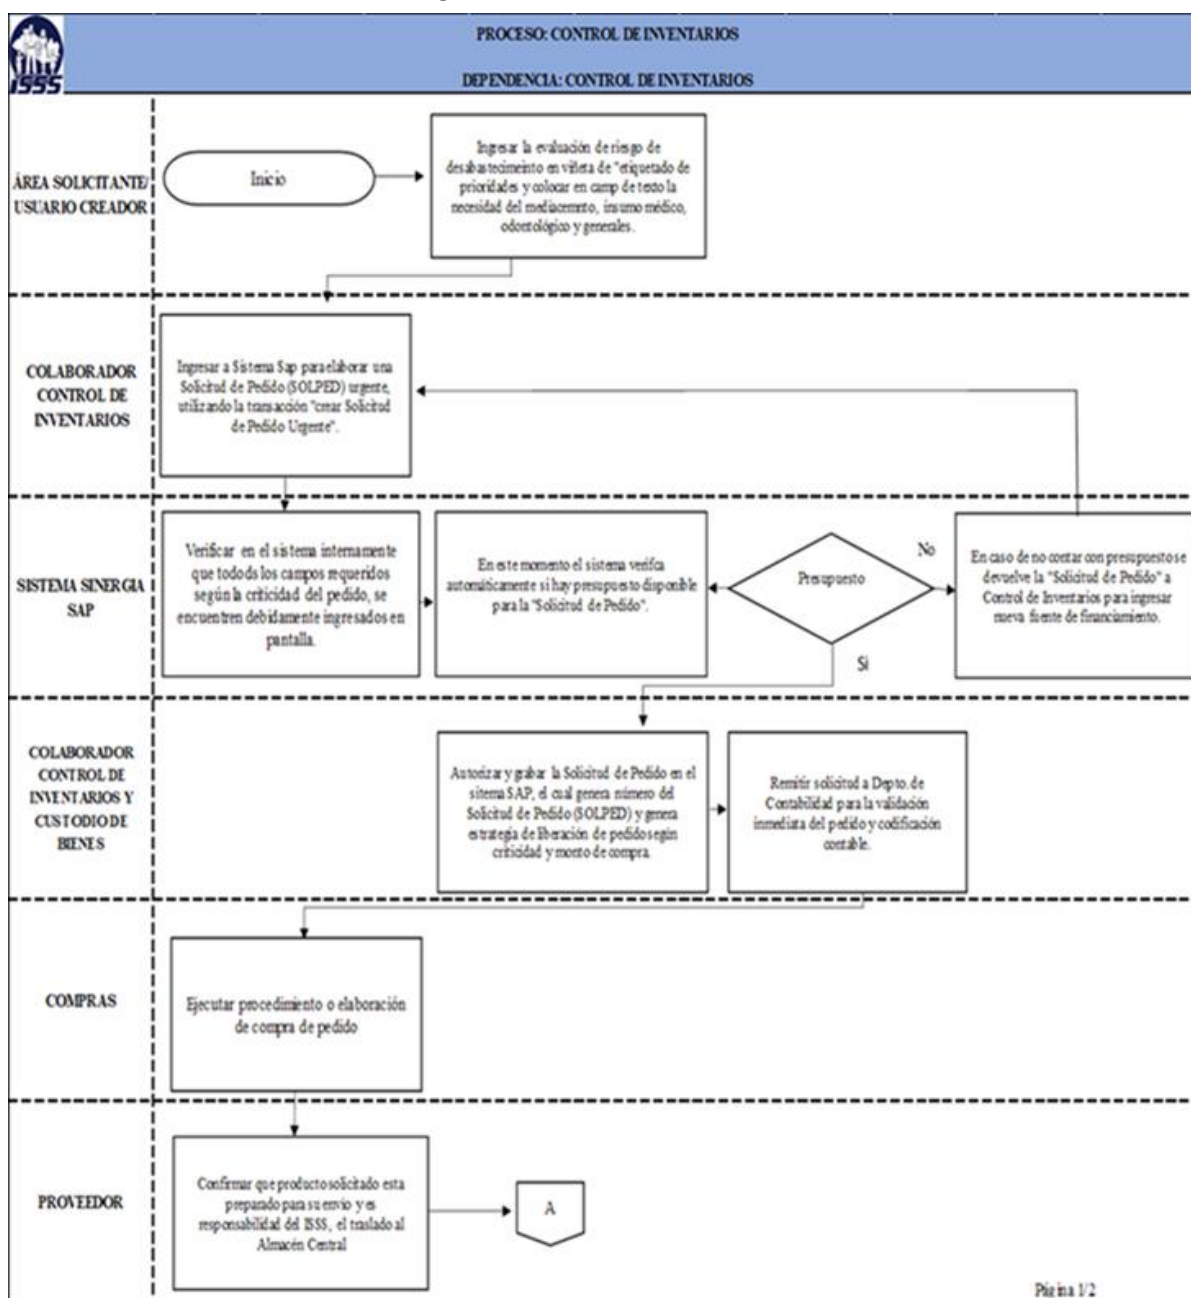 PROCESO: CONTROL DE INVENTARIOS
ISSS
DEPENDENCIA: CONTROL DE INVENTARIOS
ÁREA SOLICITANTE/
USUARIO CREADOR
Inicio
Ingresar la evaluación de riesgo de
desabastecimeinto en viñeta de "etiquetado de
prioridades y colocar en camp de texto la
necesidad del mediacemnto, insumo médico,
odontológico y generales.
COLABORADOR
CONTROL DE
INVENTARIOS
Ingresar a Sistema Sap para elaborar una
Solicitud de Pedido (SOLPED) urgente,
utilizando la transacción "crear Solicitud
de Pedido Urgente".
SISTEMA SINERGIA
SAP
Verificar en el sistema internamente
que todods los campos requeridos
según la criticidad del pedido, se
encuentren debidamente ingresados en
pantalla.
En este momento el sistema verifca
automáticamente si hay presupuesto disponible
para la "Solicitud de Pedido".
Presupuesto
No
Si
En caso de no contar con presupuesto se
devuelve la "Solicitud de Pedido" a
Control de Inventarios para ingresar
nueva fuente de financiamiento.
COLABORADOR
CONTROL DE
INVENTARIOS Y
CUSTODIO DE
BIENES
Autorizar y grabar la Solicitud de Pedido en el
sitema SAP, el cual genera número del
Solicitud de Pedido (SOLPED) y genera
estrategia de liberación de pedido según
criticidad y monto de compra.
Remitir solicitud a Depto. de
Contabilidad para la validación
inmediata del pedido y codificación
contable.
COMPRAS
Ejecutar procedimiento o elaboración
de compra de pedido
PROVEEDOR
Confirmar que producto solicitado esta
preparado para su envío y es
responsabilidad del ISSS, el traslado al
Almacén Central
A
Página 1/2